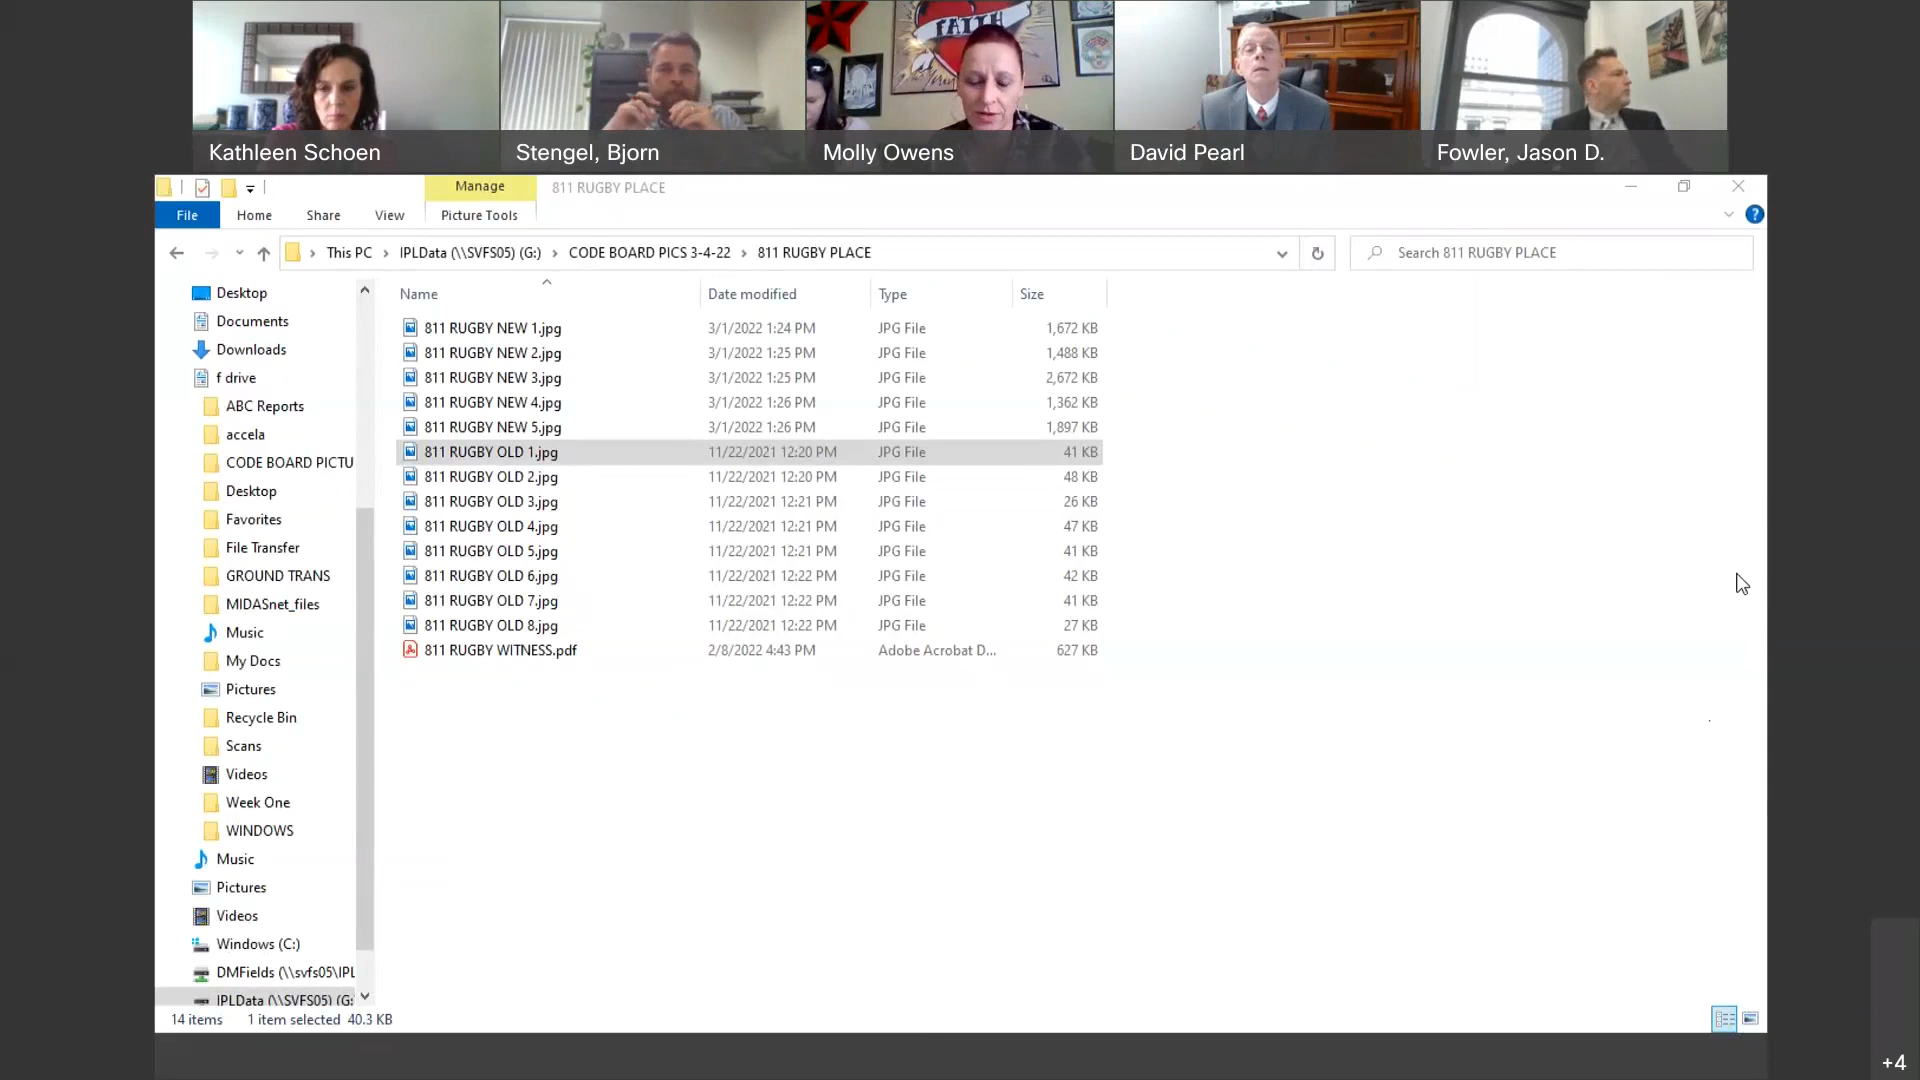 FAITH
Kathleen Schoen
Stengel, Bjorn
Molly Owens
David Pearl
Fowler, Jason D.
Manage
811 RUGBY PLACE
File
Home
Share
View
Picture Tools
This PC
IPLData (\\SVFS05) (G:)
CODE BOARD PICS 3-4-22
811 RUGBY PLACE
Search 811 RUGBY PLACE
Desktop
Documents
Downloads
f drive
ABC Reports
accela
CODE BOARD PICTU
Desktop
Favorites
File Transfer
GROUND TRANS
MIDASnet_files
Music
My Docs
Pictures
Recycle Bin
Scans
Videos
Week One
WINDOWS
Music
Pictures
Videos
Windows (C:)
DMFields (\\svfs05\IPL
IPLData (\\SVFS05) (G:
Name Date modified Type Size
811 RUGBY NEW 1.jpg 3/1/2022 1:24 PM JPG File 1,672 KB
811 RUGBY NEW 2.jpg 3/1/2022 1:25 PM JPG File 1,488 KB
811 RUGBY NEW 3.jpg 3/1/2022 1:25 PM JPG File 2,672 KB
811 RUGBY NEW 4.jpg 3/1/2022 1:26 PM JPG File 1,362 KB
811 RUGBY NEW 5.jpg 3/1/2022 1:26 PM JPG File 1,897 KB
811 RUGBY OLD 1.jpg 11/22/2021 12:20 PM JPG File 41 KB
811 RUGBY OLD 2.jpg 11/22/2021 12:20 PM JPG File 48 KB
811 RUGBY OLD 3.jpg 11/22/2021 12:21 PM JPG File 26 KB
811 RUGBY OLD 4.jpg 11/22/2021 12:21 PM JPG File 47 KB
811 RUGBY OLD 5.jpg 11/22/2021 12:21 PM JPG File 41 KB
811 RUGBY OLD 6.jpg 11/22/2021 12:22 PM JPG File 42 KB
811 RUGBY OLD 7.jpg 11/22/2021 12:22 PM JPG File 41 KB
811 RUGBY OLD 8.jpg 11/22/2021 12:22 PM JPG File 27 KB
811 RUGBY WITNESS.pdf 2/8/2022 4:43 PM Adobe Acrobat D... 627 KB
14 items 1 item selected 40.3 KB
+4